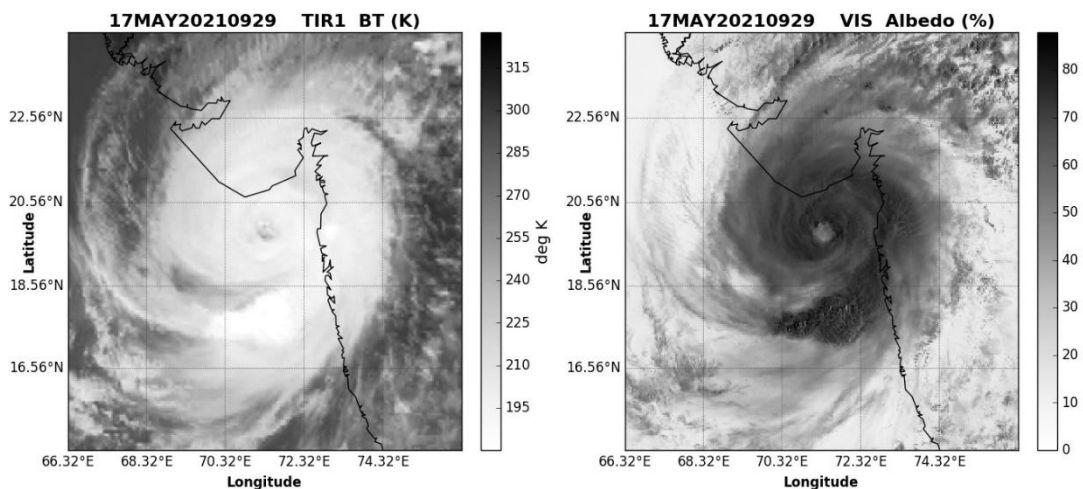 17MAY20210929 TIR1 BT (K)
22.56°N
20.56°N
18.56°N
16.56°N
Latitude
66.32°E 68.32°E 70.32°E 72.32°E 74.32°E
Longitude
315
300
285
270
255
240
225
210
195
deg K
17MAY20210929 VIS Albedo (%)
22.56°N
20.56°N
18.56°N
16.56°N
Latitude
66.32°E 68.32°E 70.32°E 72.32°E 74.32°E
Longitude
80
70
60
50
40
30
20
10
0